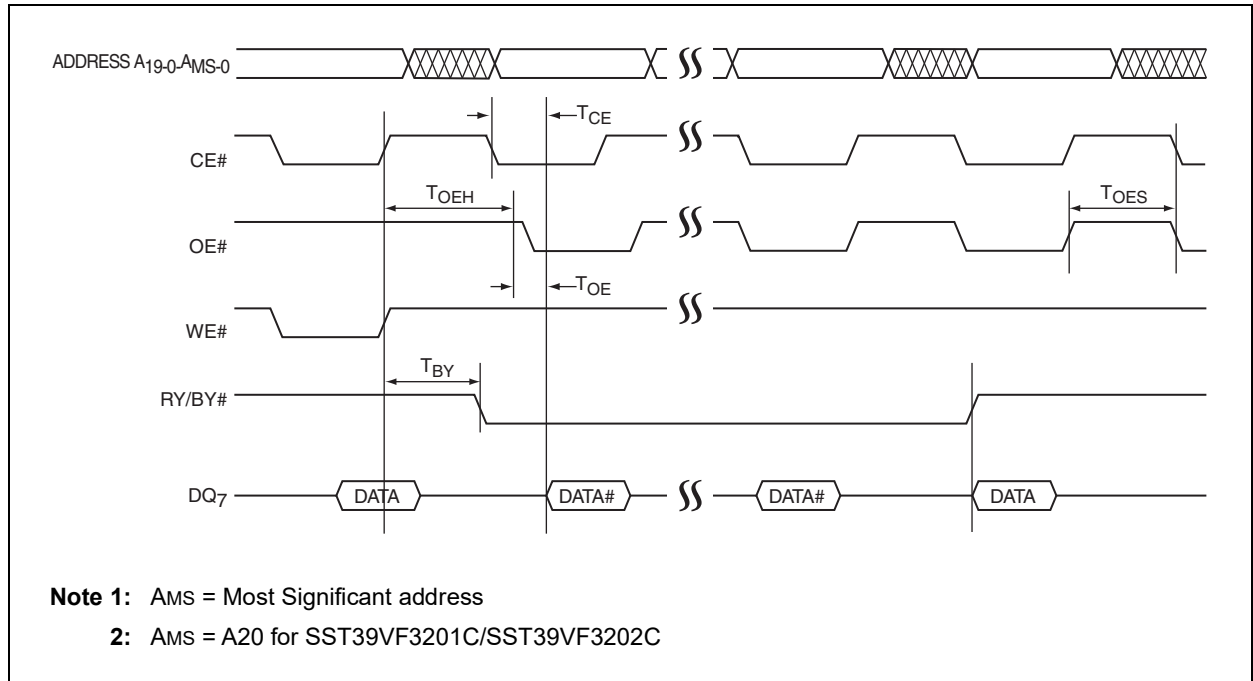 ADDRESS A19-0-AMS-0
TCE
CE#
TOEH
TOES
OE#
TOE
WE#
TBY
RY/BY#
DQ7 DATA DATA# DATA# DATA
Note 1: AMS = Most Significant address
2: AMS = A20 for SST39VF3201C/SST39VF3202C